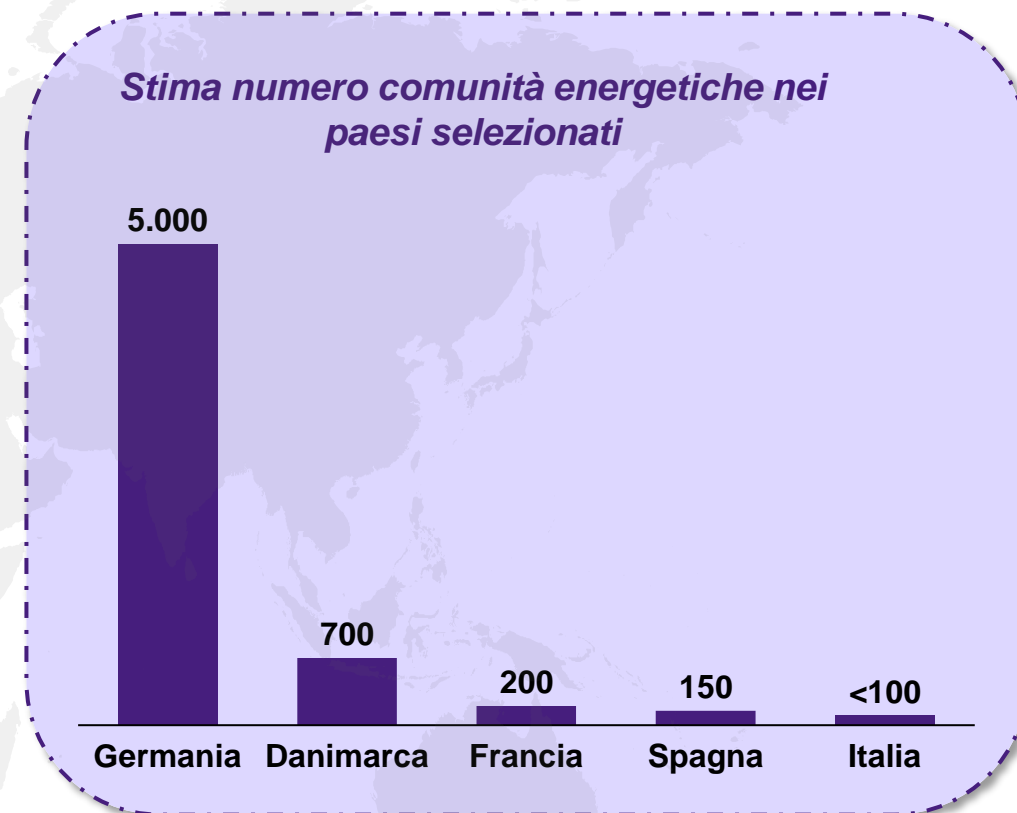 Stima numero comunità energetiche nei
paesi selezionati
5.000
700
200
150
<100
Germania
Danimarca
Francia
Spagna
Italia